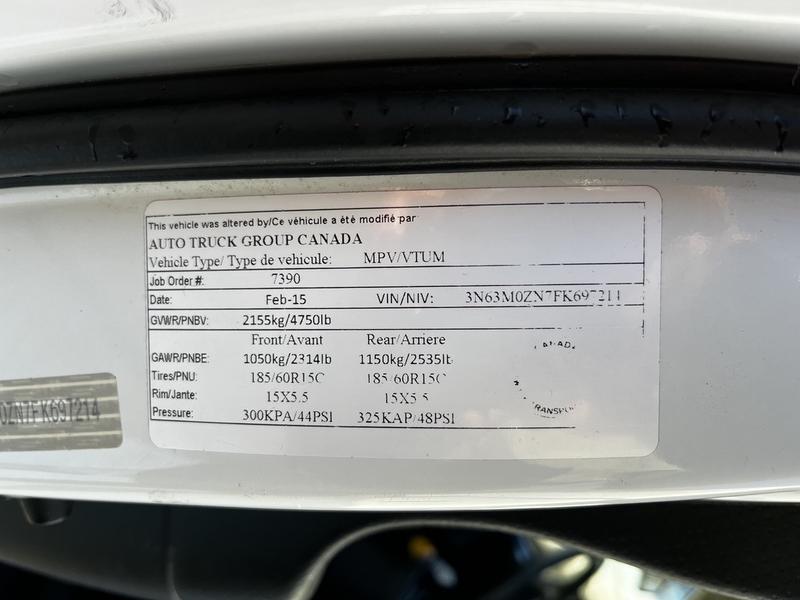 This vehicle was altered by/Ce véhicule a été modifié par
AUTO TRUCK GROUP CANADA
Vehicle Type/ Type de vehicule: MPV/VTUM
Job Order #: 7390
Date: Feb-15 VIN/NIV: 3N63M0ZN7FK697214
GVWR/PNBV: 2155kg/4750lb
Front/Avant Rear/Arriere
GAWR/PNBE: 1050kg/2314lb 1150kg/2535lb
Tires/PNU: 185/60R15C 185/60R15C
Rim/Jante: 15X5.5 15X5.5
Pressure: 300KPA/44PSI 325KAP/48PSI
0ZN7FK697214